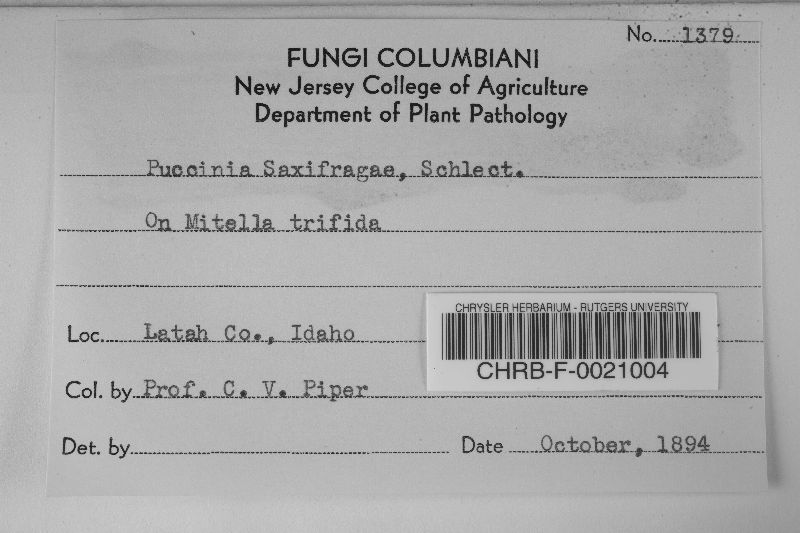 No. 1379
FUNGI COLUMBIANI
New Jersey College of Agriculture
Department of Plant Pathology
Puccinia Saxifragae, Schlect.
On Mitella trifida
Loc. Latah Co., Idaho
CHRYSLER HERBARIUM - RUTGERS UNIVERSITY
CHRB-F-0021004
Col. by Prof. C. V. Piper
Det. by
Date October, 1894